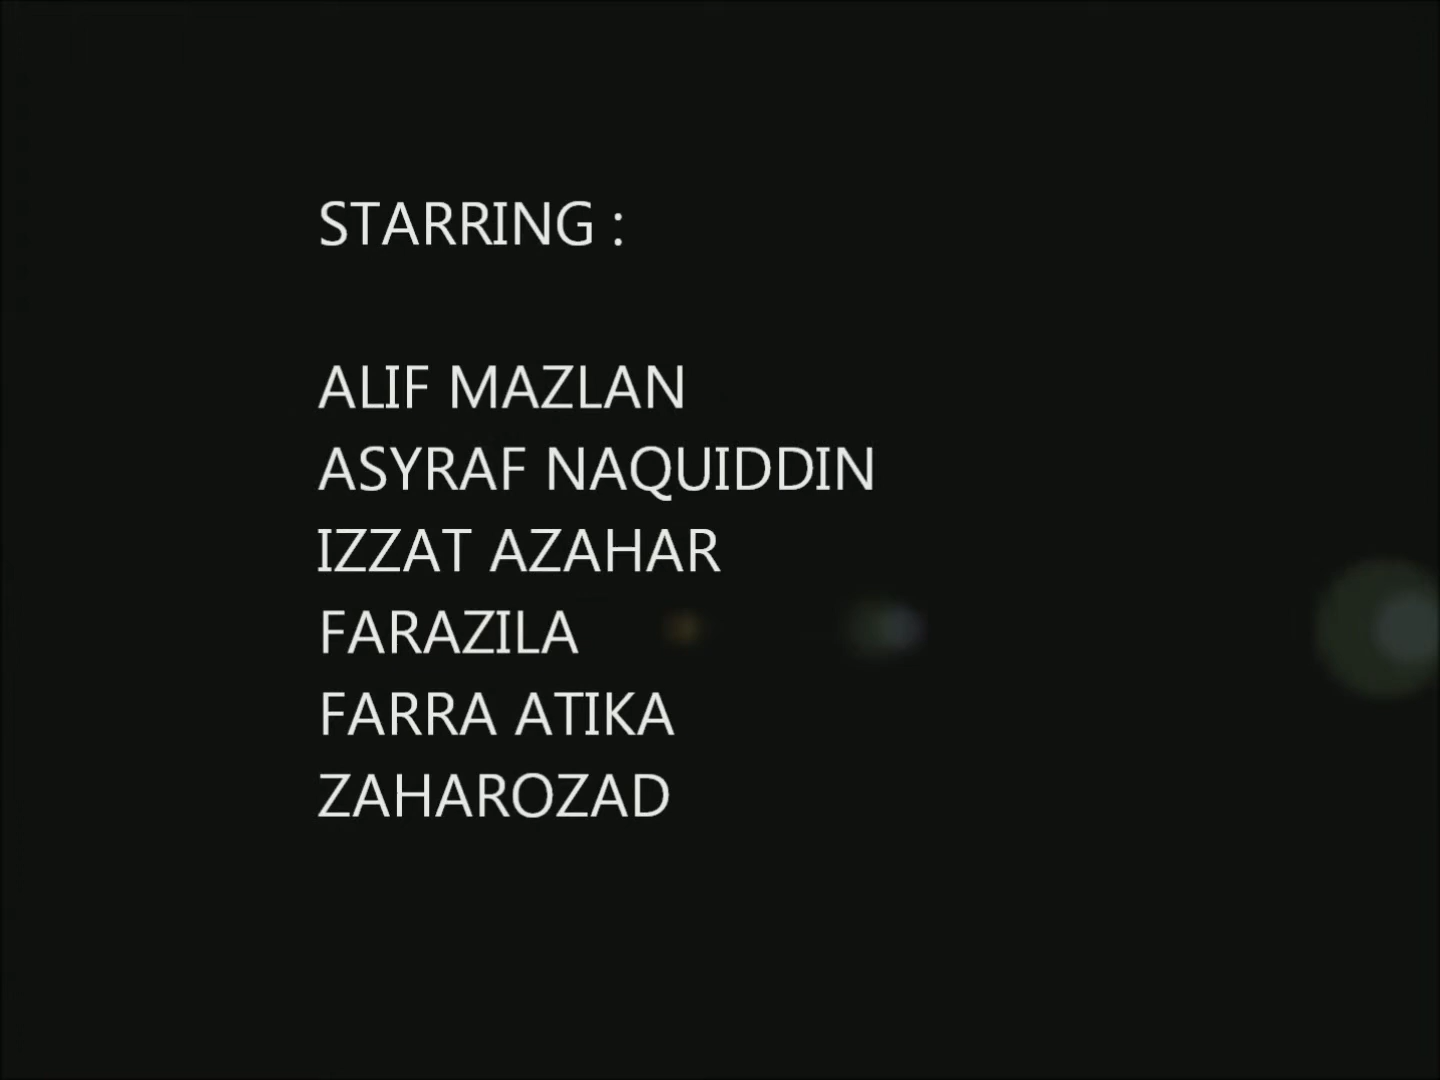 STARRING :
ALIF MAZLAN
ASYRAF NAQUIDDIN
IZZAT AZAHAR
FARAZILA
FARRA ATIKA
ZAHAROZAD